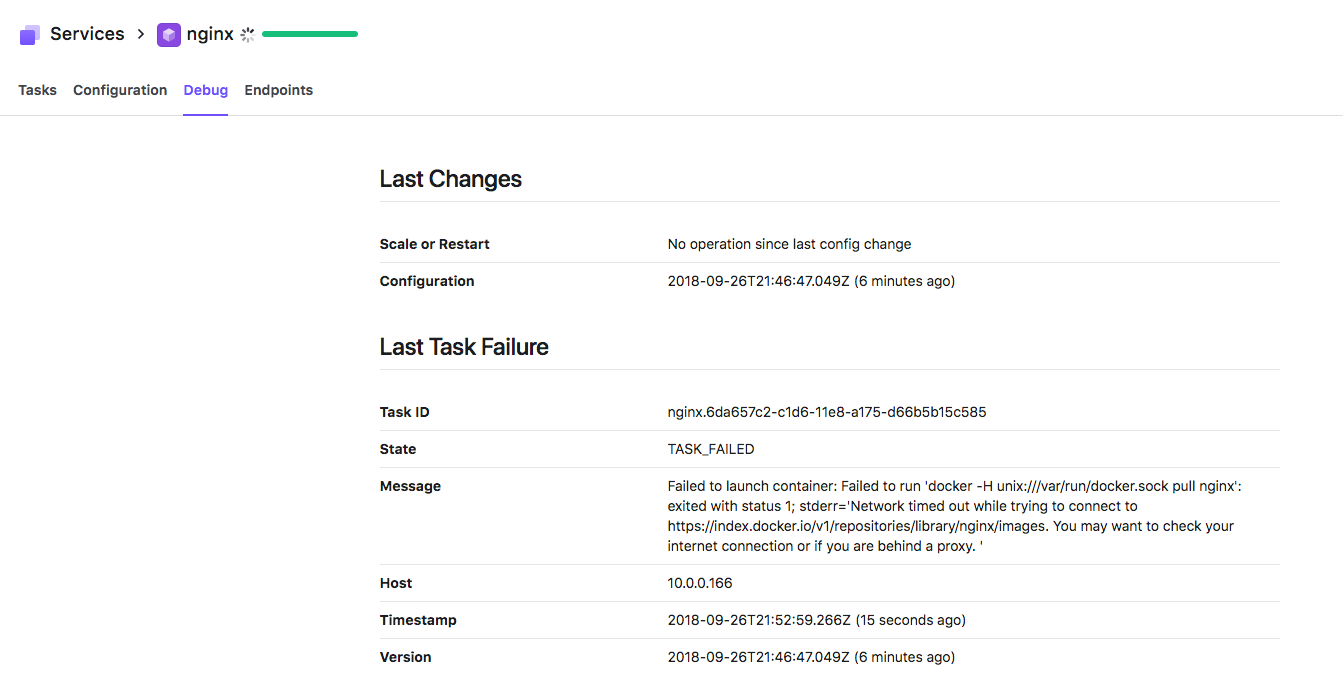 Services > nginx
Tasks Configuration Debug Endpoints
Last Changes
Scale or Restart No operation since last config change
Configuration 2018-09-26T21:46:47.049Z (6 minutes ago)
Last Task Failure
Task ID nginx.6da657c2-c1d6-11e8-a175-d66b5b15c585
State TASK_FAILED
Message Failed to launch container: Failed to run 'docker -H unix:///var/run/docker.sock pull nginx':
exited with status 1; stderr='Network timed out while trying to connect to
https://index.docker.io/v1/repositories/library/nginx/images. You may want to check your
internet connection or if you are behind a proxy. '
Host 10.0.0.166
Timestamp 2018-09-26T21:52:59.266Z (15 seconds ago)
Version 2018-09-26T21:46:47.049Z (6 minutes ago)